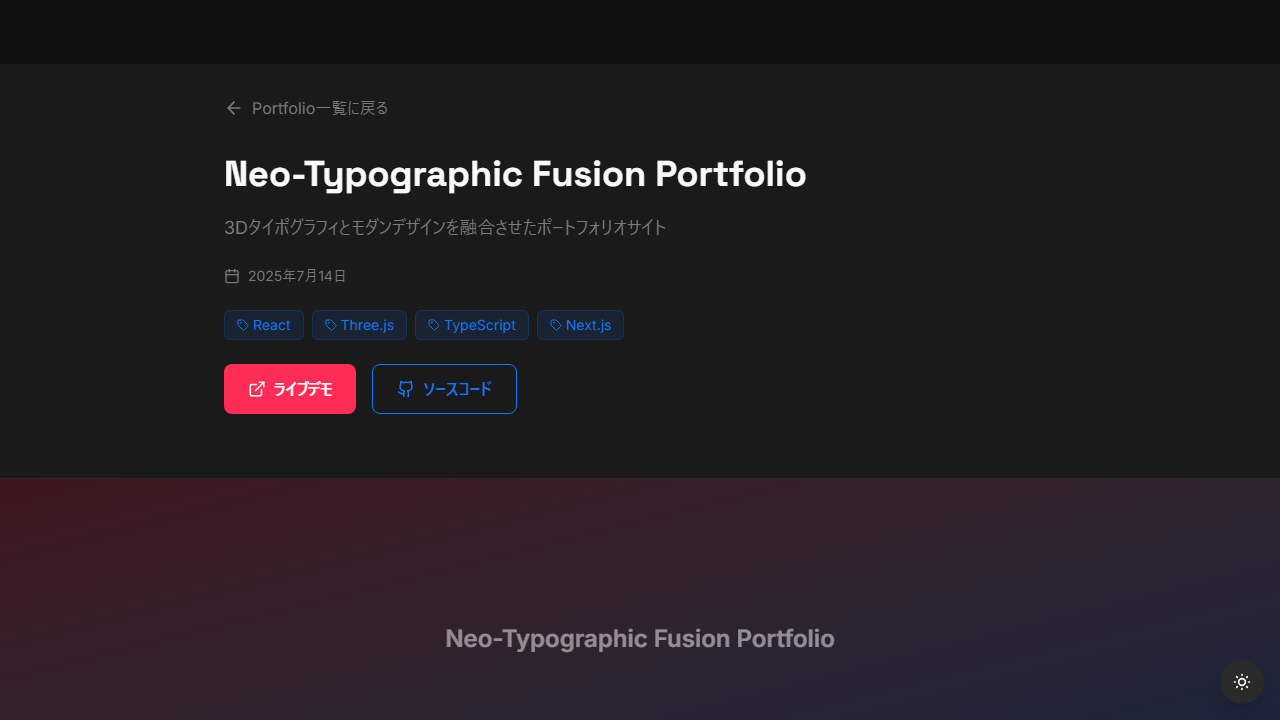 Portfolio一覧に戻る
Neo-Typographic Fusion Portfolio
3Dタイポグラフィとモダンデザインを融合させたポートフォリオサイト
2025年7月14日
React
Three.js
TypeScript
Next.js
ライブデモ
ソースコード
Neo-Typographic Fusion Portfolio